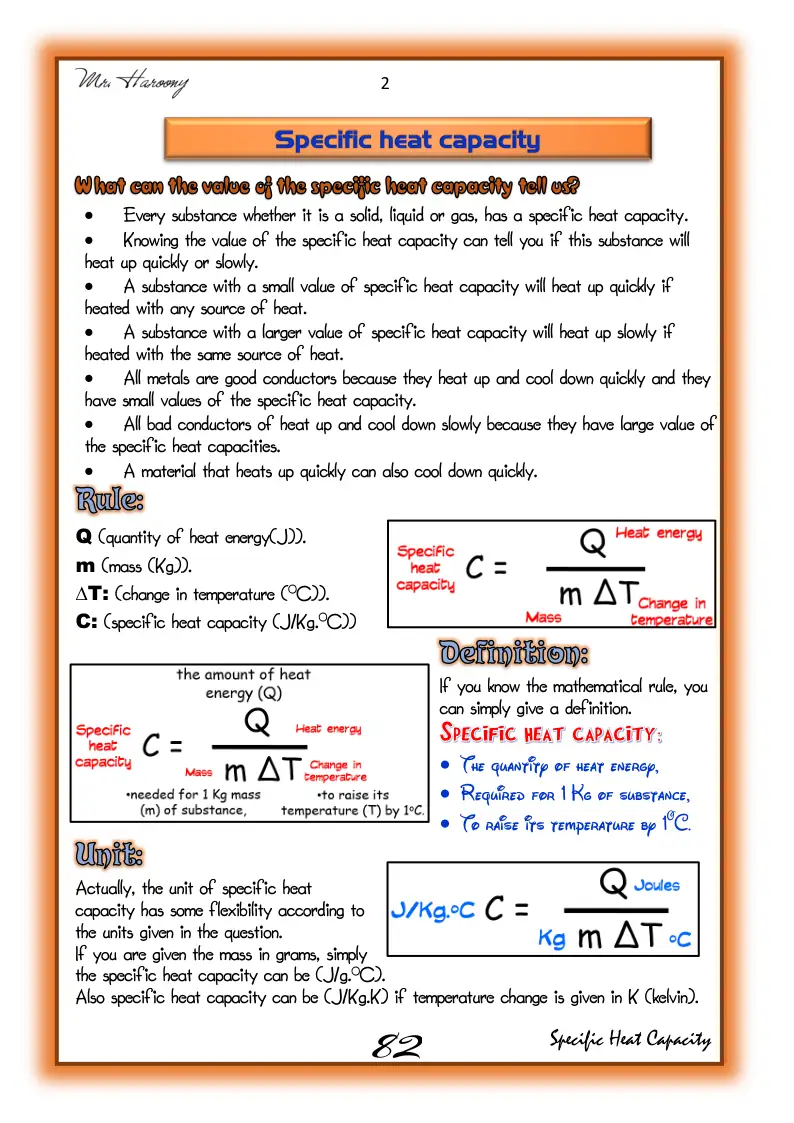 Mr. Haroony
2
Specific heat capacity
What can the value of the specific heat capacity tell us?
• Every substance whether it is a solid, liquid or gas, has a specific heat capacity.
• Knowing the value of the specific heat capacity can tell you if this substance will
heat up quickly or slowly.
• A substance with a small value of specific heat capacity will heat up quickly if
heated with any source of heat.
• A substance with a larger value of specific heat capacity will heat up slowly if
heated with the same source of heat.
• All metals are good conductors because they heat up and cool down quickly and they
have small values of the specific heat capacity.
• All bad conductors of heat up and cool down slowly because they have large value of
the specific heat capacities.
• A material that heats up quickly can also cool down quickly.
Rule:
Q (quantity of heat energy(J)).
m (mass (Kg)).
∆T: (change in temperature (°C)).
C: (specific heat capacity (J/Kg.°C))
Specific
heat
capacity
C =
Q
Heat energy
m ∆T
Mass
Change in
temperature
Definition:
If you know the mathematical rule, you
can simply give a definition.
Specific heat capacity:
• The quantity of heat energy,
• Required for 1 Kg of substance,
• To raise its temperature by 1°C.
the amount of heat
energy (Q)
Specific
heat
capacity
C =
Q
Heat energy
Mass
m ∆T
Change in
temperature
•needed for 1 Kg mass
(m) of substance,
•to raise its
temperature (T) by 1°C.
Unit:
Actually, the unit of specific heat
capacity has some flexibility according to
the units given in the question.
If you are given the mass in grams, simply
the specific heat capacity can be (J/g.°C).
Also specific heat capacity can be (J/Kg.K) if temperature change is given in K (kelvin).
J/Kg.°C C =
Q Joules
Kg m ∆T °C
82
Specific Heat Capacity